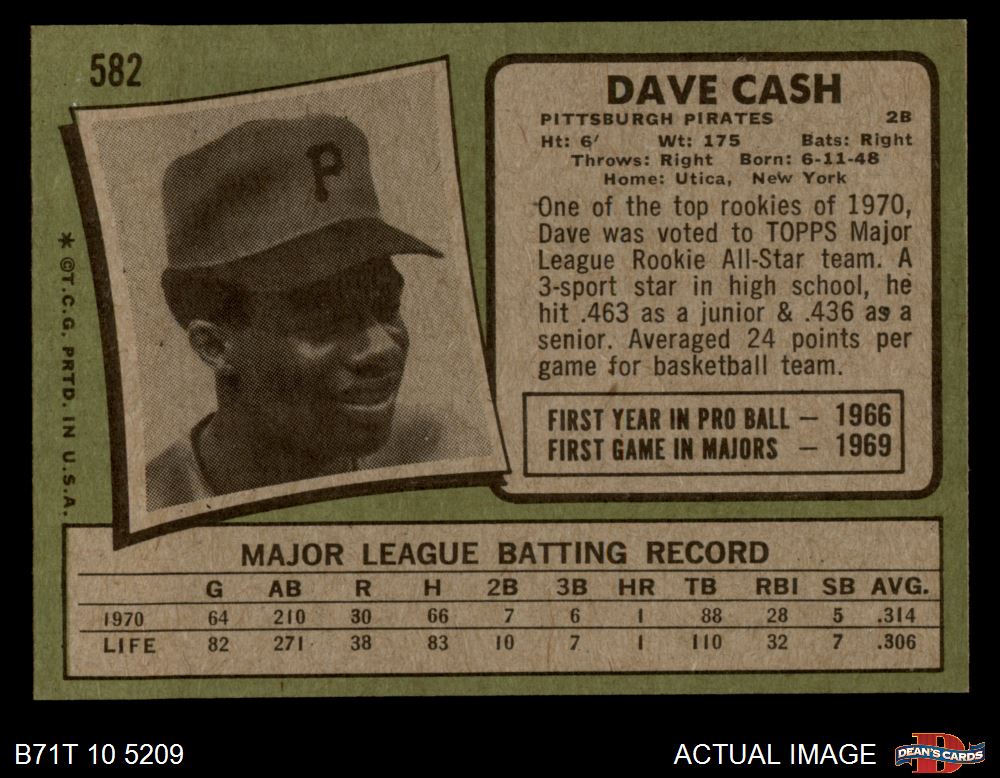 582
DAVE CASH
PITTSBURGH PIRATES 2B
Ht: 6' Wt: 175 Bats: Right
Throws: Right Born: 6-11-48
Home: Utica, New York
One of the top rookies of 1970,
Dave was voted to TOPPS Major
League Rookie All-Star team. A
3-sport star in high school, he
hit .463 as a junior & .436 as a
senior. Averaged 24 points per
game for basketball team.
FIRST YEAR IN PRO BALL — 1966
FIRST GAME IN MAJORS — 1969
P
* ©T.C.G. PRTD. IN U.S.A.
MAJOR LEAGUE BATTING RECORD
G AB R H 2B 3B HR TB RBI SB AVG.
1970 64 210 30 66 7 6 1 88 28 5 .314
LIFE 82 271 38 83 10 7 1 110 32 7 .306
B71T 10 5209
ACTUAL IMAGE
D
DEAN'S CARDS